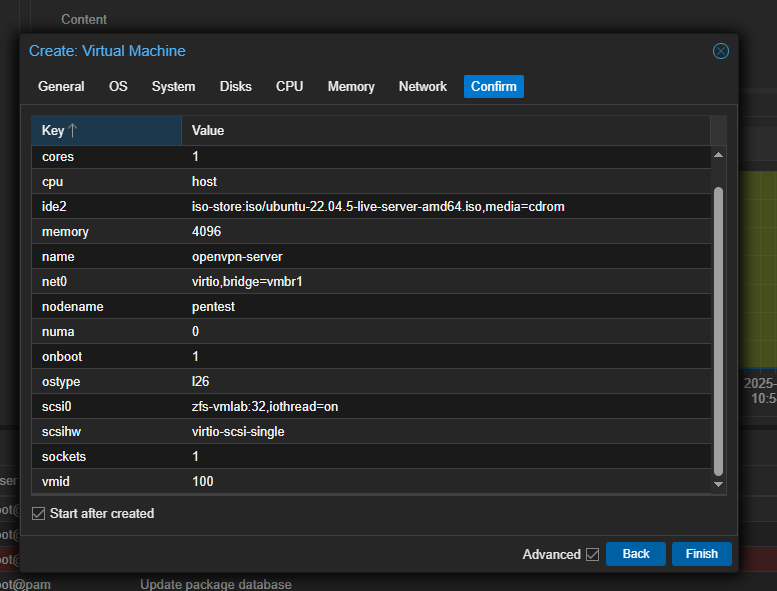 Content
Create: Virtual Machine
General OS System Disks CPU Memory Network Confirm
Key Value
cores 1
cpu host
ide2 iso-store:iso/ubuntu-22.04.5-live-server-amd64.iso,media=cdrom
memory 4096
name openvpn-server
net0 virtio,bridge=vmbr1
nodename pentest
numa 0
onboot 1
ostype l26
scsi0 zfs-vmlab:32,iothread=on
scsihw virtio-scsi-single
sockets 1
vmid 100
Start after created
Advanced Back Finish
2025-
10:5
ser
oot@
oot@
oot@
oot@pam Update package database